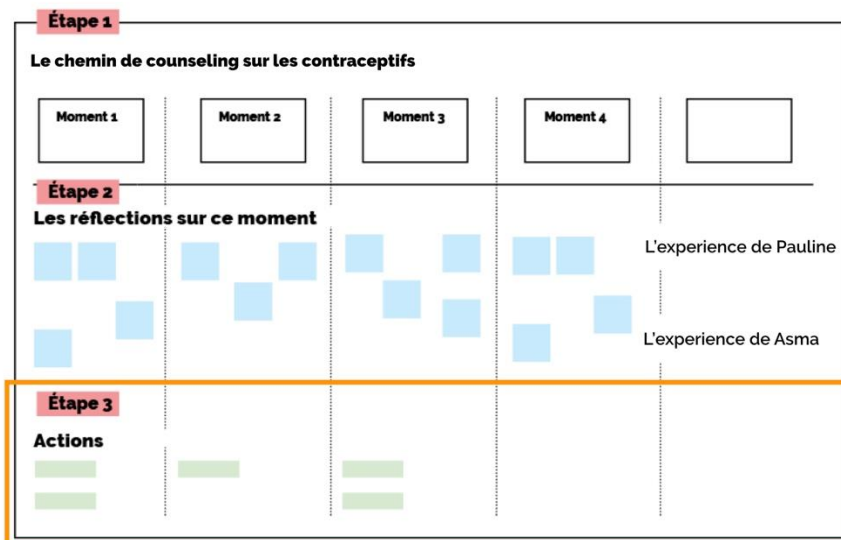 Étape 1
Le chemin de counseling sur les contraceptifs
Moment 1
Moment 2
Moment 3
Moment 4
Étape 2
Les réflections sur ce moment
L'experience de Pauline
L'experience de Asma
Étape 3
Actions